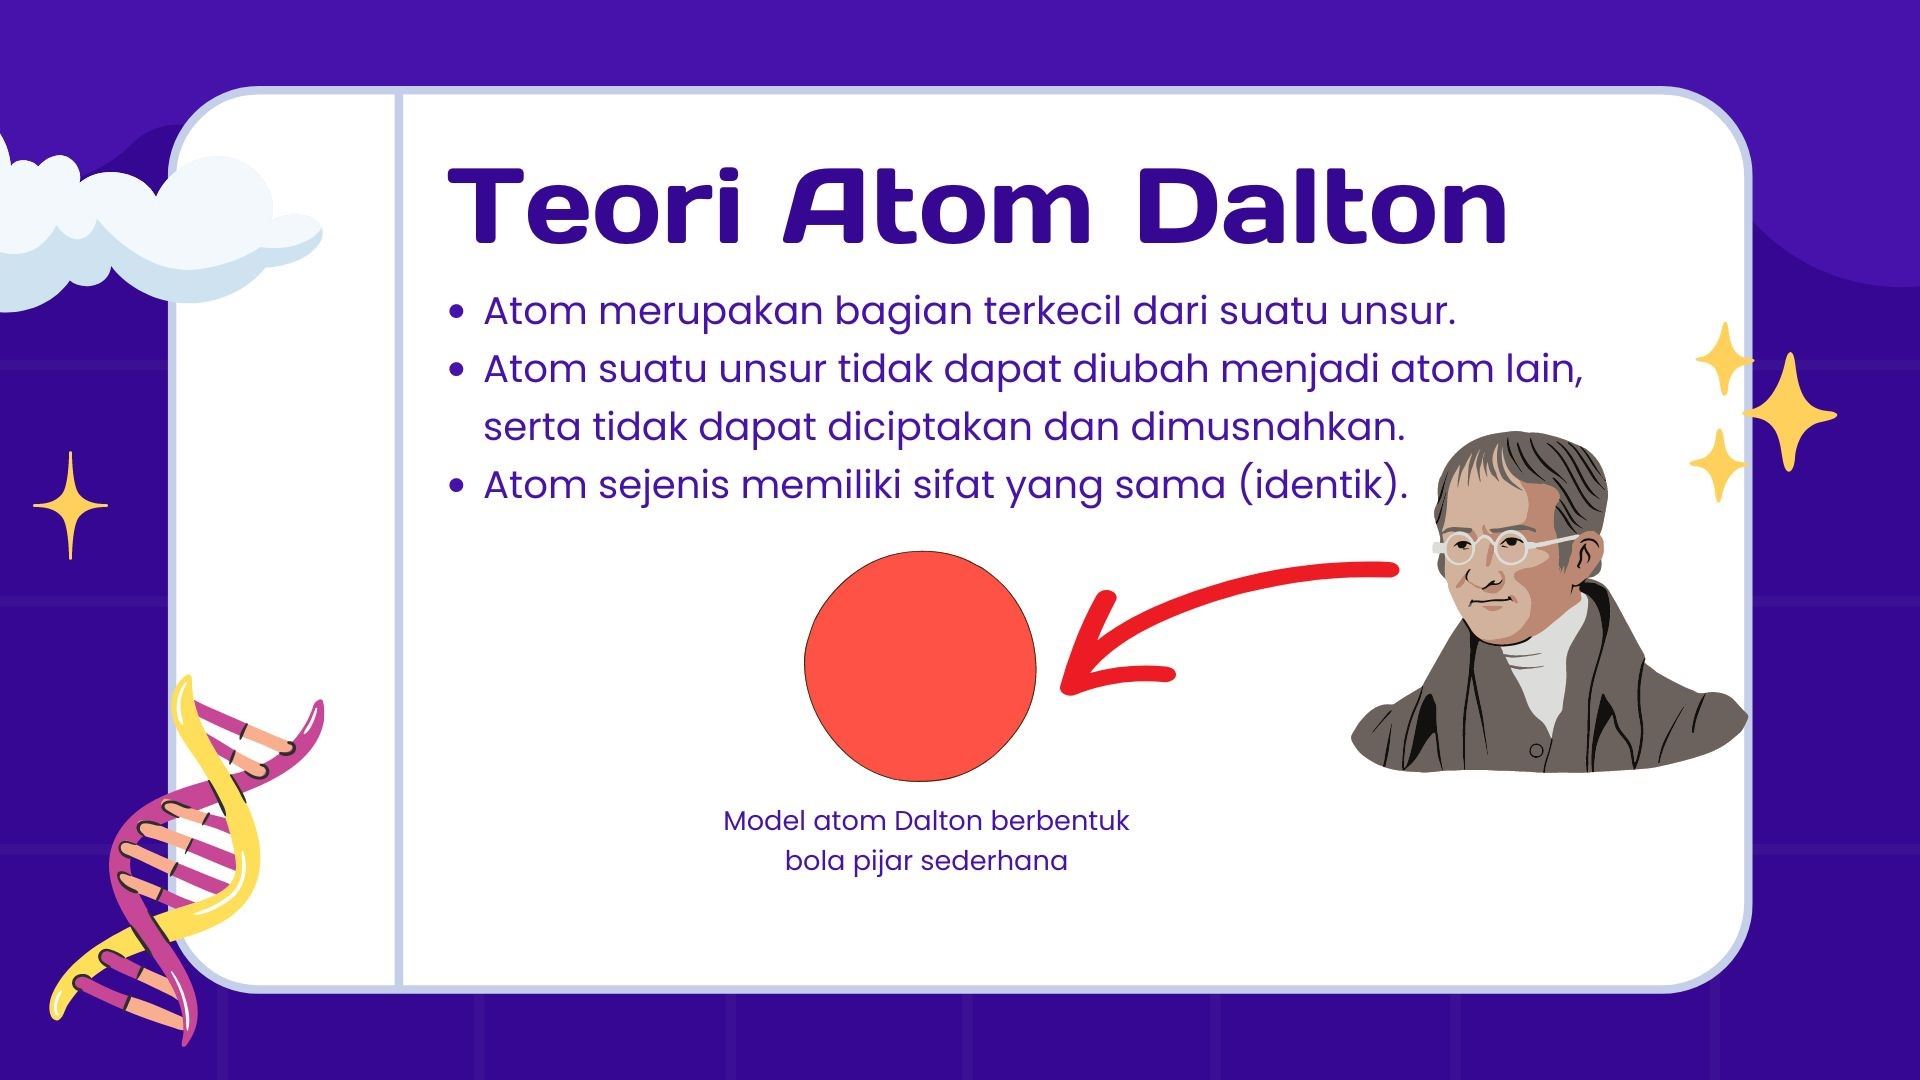 Teori Atom Dalton
• Atom merupakan bagian terkecil dari suatu unsur.
• Atom suatu unsur tidak dapat diubah menjadi atom lain,
serta tidak dapat diciptakan dan dimusnahkan.
• Atom sejenis memiliki sifat yang sama (identik).
Model atom Dalton berbentuk
bola pijar sederhana